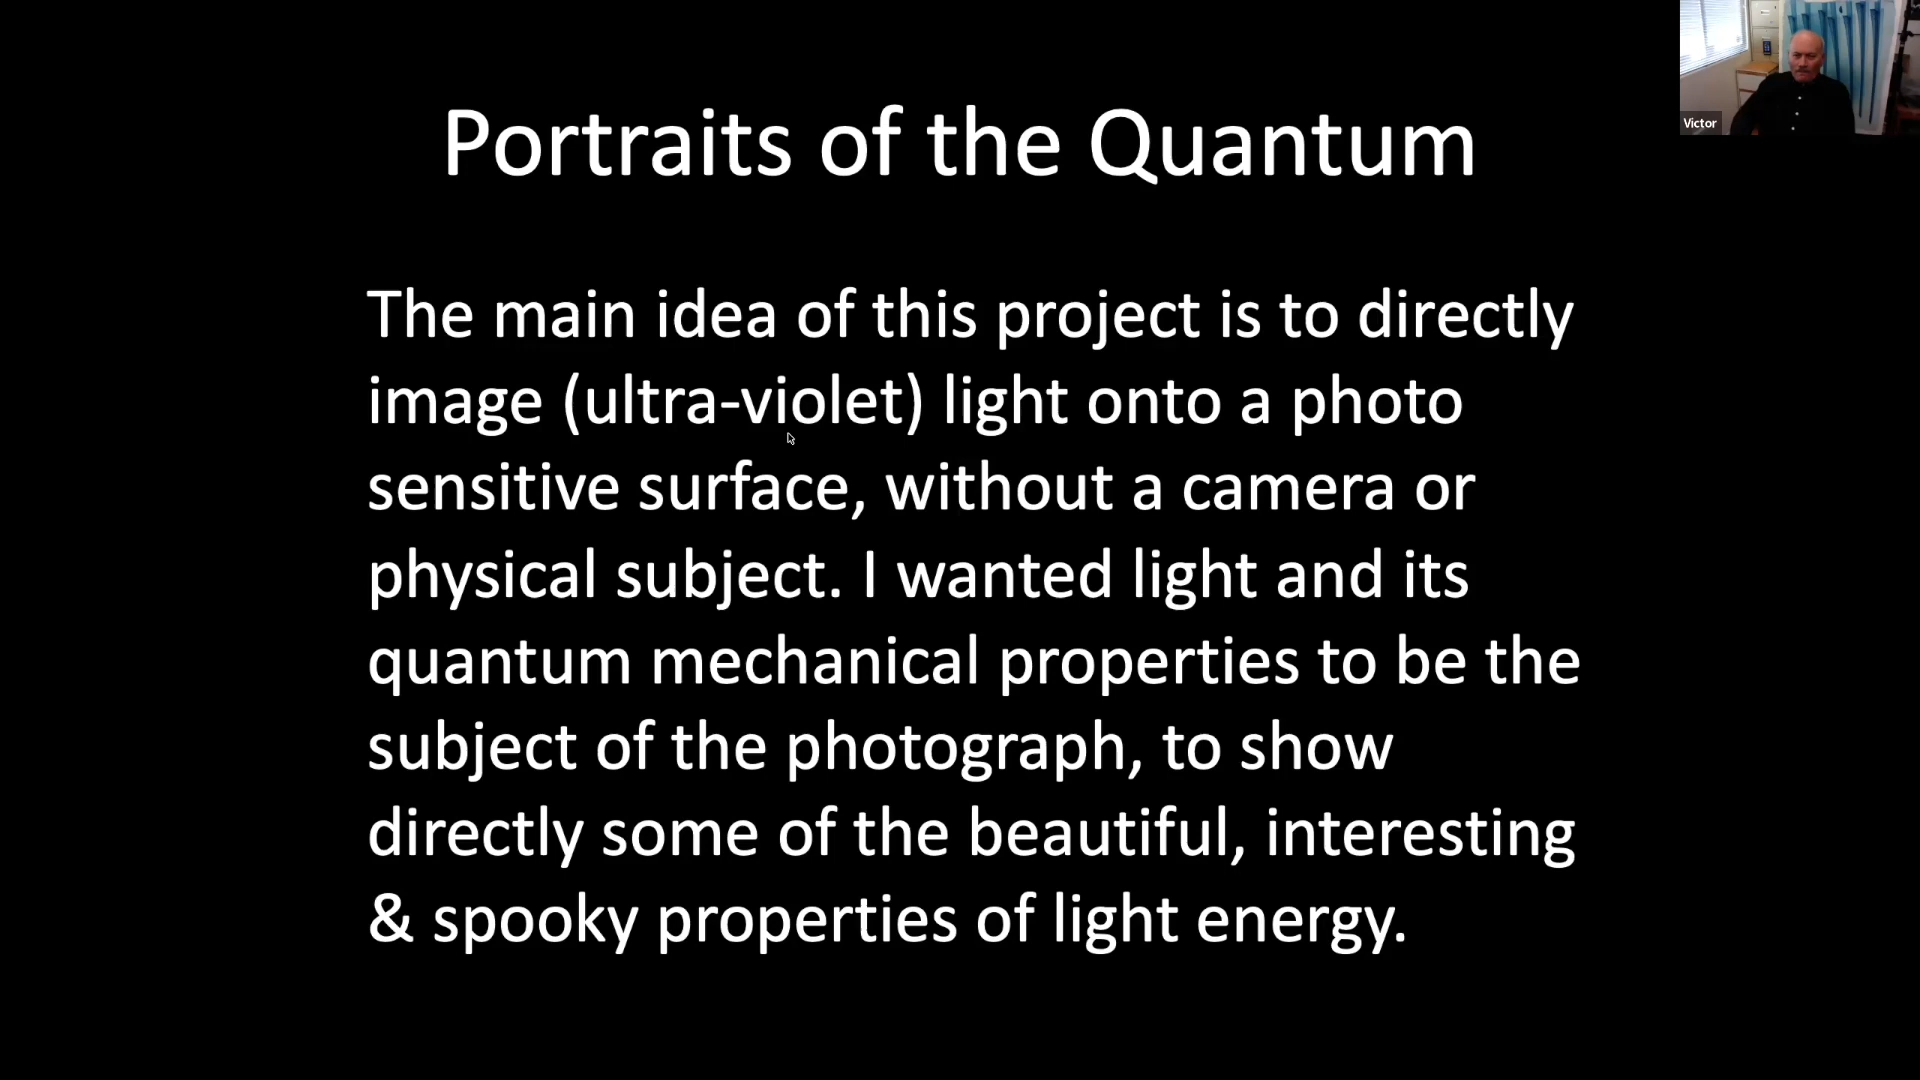 Portraits of the Quantum
The main idea of this project is to directly
image (ultra-violet) light onto a photo
sensitive surface, without a camera or
physical subject. I wanted light and its
quantum mechanical properties to be the
subject of the photograph, to show
directly some of the beautiful, interesting
& spooky properties of light energy.
Victor